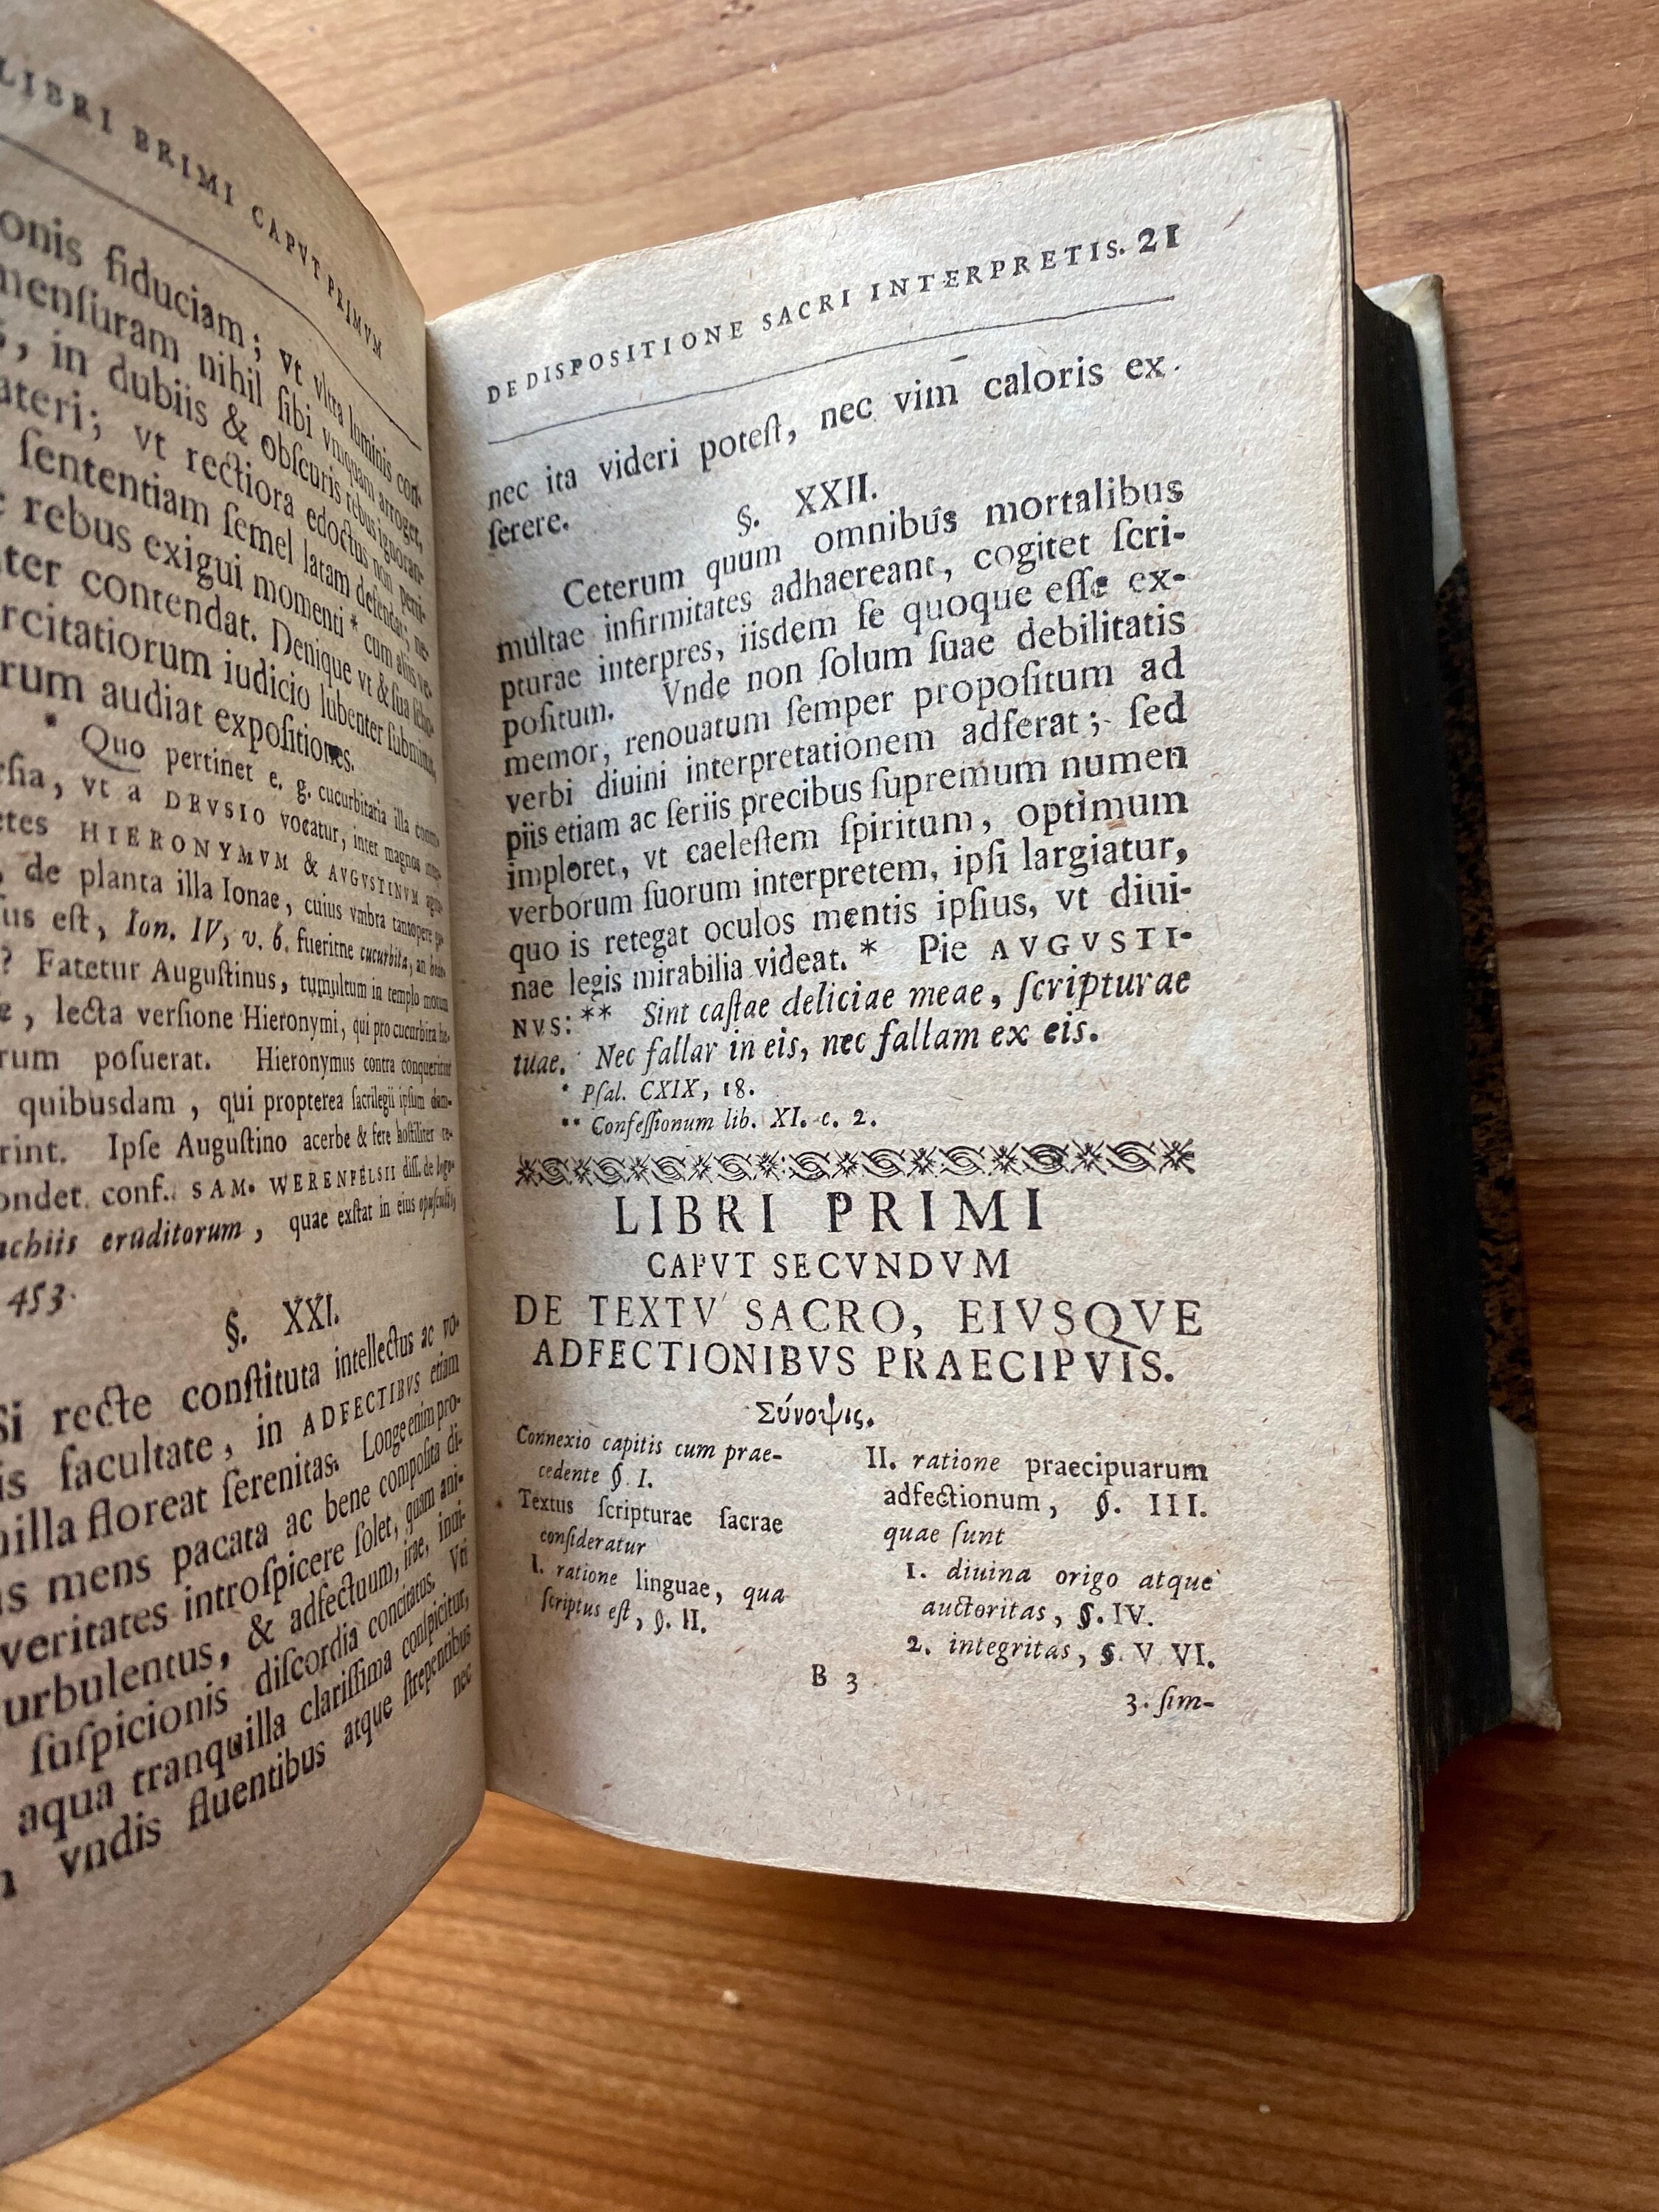 LIBRI BRIMI CAPVT PRIMVM
onis fiduciam; vt vltra luminis con-
menſuram nihil ſibi vnquam arroget,
, in dubiis & obſcuris rebus ignoran-
ateri; vt rectiora edoctus non peni-
ſententiam ſemel latam defendat, nec
rebus exigui momenti * cum aliis ve-
ter contendat. Denique vt & ſua
rcitatiorum iudicio lubenter ſubmittat,
rum audiat expoſitiones.
* Quo pertinet e. g. cucurbitaria illa
rſia, vt a DRVSIO vocatur, inter magnos
etes HIERONYMVM & AVGVSTINVM
, de planta illa Ionae, cuius vmbra tantopere
ſus eſt, Ion. IV, v. 6. fueritne cucurbita, an
? Fatetur Auguſtinus, tumultum in templo motum
, lecta verſione Hieronymi, qui pro cucurbita he-
rum poſuerat. Hieronymus contra conqueritur
quibusdam, qui propterea ſacrilegii ipſum dam-
rint. Ipſe Auguſtino acerbe & fere hoſtiliter re-
ondet. conf. SAM. WERENFELSII diſſ. de logo-
achiis eruditorum, quae exſtat in eius opuſculis,
453.
§. XXI.
Si recte conſtituta intellectus ac vo-
is facultate, in ADFECTIBVS etiam
nilla floreat ſerenitas. Longe enim pro-
us mens pacata ac bene compoſita di-
veritates introſpicere ſolet, quam ani-
urbulentus, & adfectuum, irae, inui-
ſuſpicionis diſcordia concitatus. Vti
aqua tranquilla clariſſima conſpicitur,
vndis fluentibus atque ſtrepentibus
nec
DE DISPOSITIONE SACRI INTERPRETIS. 21
nec ita videri poteſt, nec vim caloris ex-
ſerere.
§. XXII.
Ceterum quum omnibus mortalibus
multae infirmitates adhaereant, cogitet ſcri-
pturae interpres, iisdem ſe quoque eſſe ex-
poſitum. Vnde non ſolum ſuae debilitatis
memor, renouatum ſemper propoſitum ad
verbi diuini interpretationem adferat; ſed
piis etiam ac ſeriis precibus ſupremum numen
imploret, vt caeleſtem ſpiritum, optimum
verborum ſuorum interpretem, ipſi largiatur,
quo is retegat oculos mentis ipſius, vt diui-
nae legis mirabilia videat. * Pie AVGVSTI-
NVS: ** Sint caſtae deliciae meae, ſcripturae
tuae. Nec fallar in eis, nec fallam ex eis.
* Pſal. CXIX, 18.
** Confeſſionum lib. XI. c. 2.
LIBRI PRIMI
CAPVT SECVNDVM
DE TEXTV SACRO, EIVSQVE
ADFECTIONIBVS PRAECIPVIS.
Σύνοψις.
Connexio capitis cum prae-
cedente §. I.
Textus ſcripturae ſacrae
conſideratur
I. ratione linguae, qua
ſcriptus eſt, §. II.
II. ratione praecipuarum
adfectionum, §. III.
quae ſunt
1. diuina origo atque
auctoritas, §. IV.
2. integritas, §. V VI.
B 3
3. ſim-